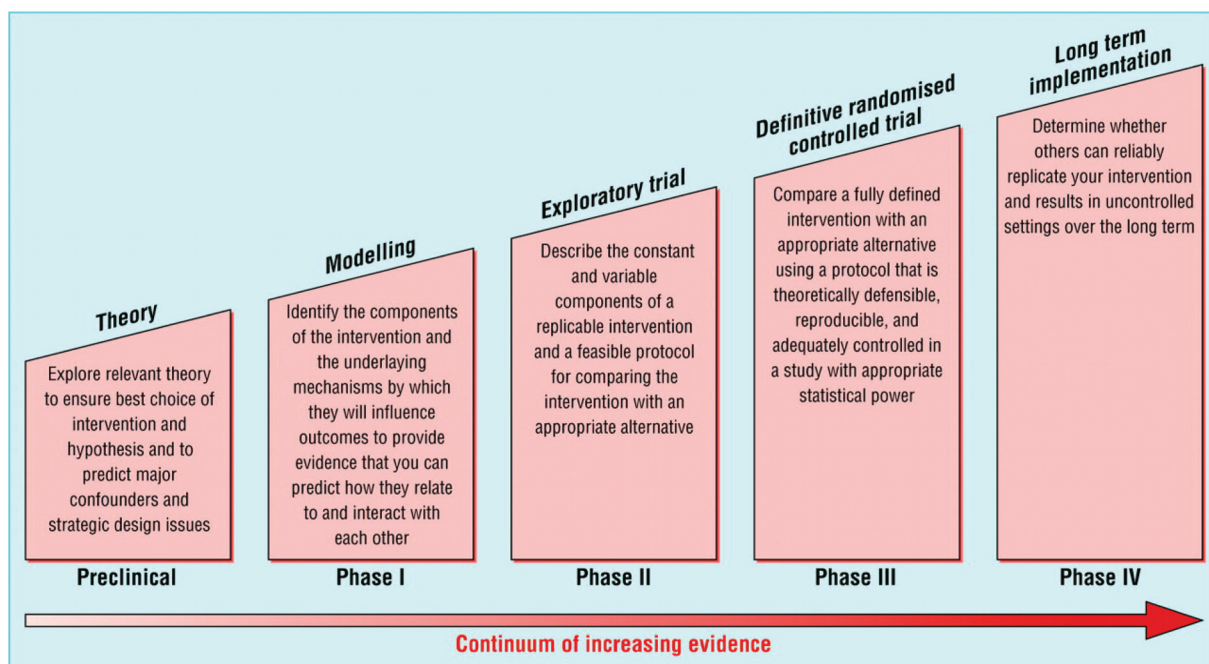 Theory
Explore relevant theory
to ensure best choice of
intervention and
hypothesis and to
predict major
confounders and
strategic design issues
Preclinical
Modelling
Identify the components
of the intervention and
the underlaying
mechanisms by which
they will influence
outcomes to provide
evidence that you can
predict how they relate
to and interact with
each other
Phase I
Exploratory trial
Describe the constant
and variable
components of a
replicable intervention
and a feasible protocol
for comparing the
intervention with an
appropriate alternative
Phase II
Definitive randomised
controlled trial
Compare a fully defined
intervention with an
appropriate alternative
using a protocol that is
theoretically defensible,
reproducible, and
adequately controlled in
a study with appropriate
statistical power
Phase III
Long term
implementation
Determine whether
others can reliably
replicate your intervention
and results in uncontrolled
settings over the long term
Phase IV
Continuum of increasing evidence